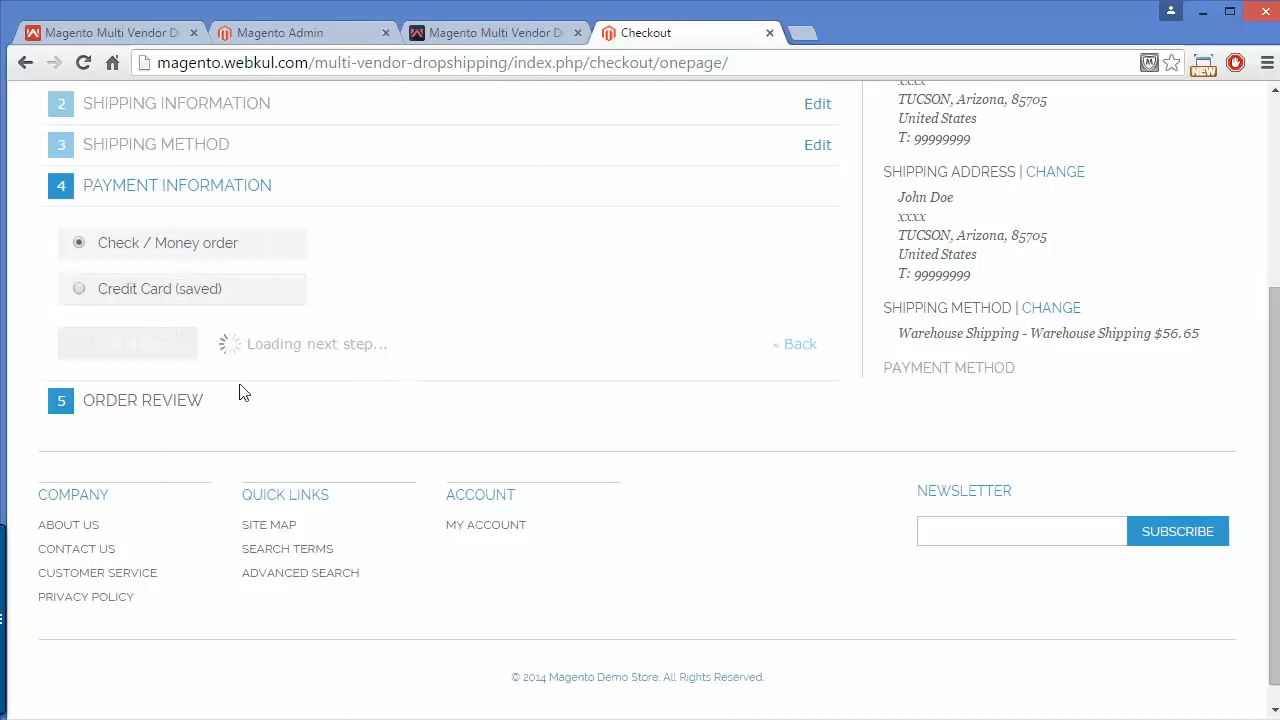 Magento Multi Vendor D
Magento Admin
Magento Multi Vendor D
Checkout
magento.webkul.com/multi-vendor-dropshipping/index.php/checkout/onepage/
NEW
2 SHIPPING INFORMATION Edit
3 SHIPPING METHOD Edit
4 PAYMENT INFORMATION
Check / Money order
Credit Card (saved)
Loading next step...
« Back
5 ORDER REVIEW
xxxx
TUCSON, Arizona, 85705
United States
T: 99999999
SHIPPING ADDRESS | CHANGE
John Doe
xxxx
TUCSON, Arizona, 85705
United States
T: 99999999
SHIPPING METHOD | CHANGE
Warehouse Shipping - Warehouse Shipping $56.65
PAYMENT METHOD
COMPANY
ABOUT US
CONTACT US
CUSTOMER SERVICE
PRIVACY POLICY
QUICK LINKS
SITE MAP
SEARCH TERMS
ADVANCED SEARCH
ACCOUNT
MY ACCOUNT
NEWSLETTER
SUBSCRIBE
© 2014 Magento Demo Store. All Rights Reserved.